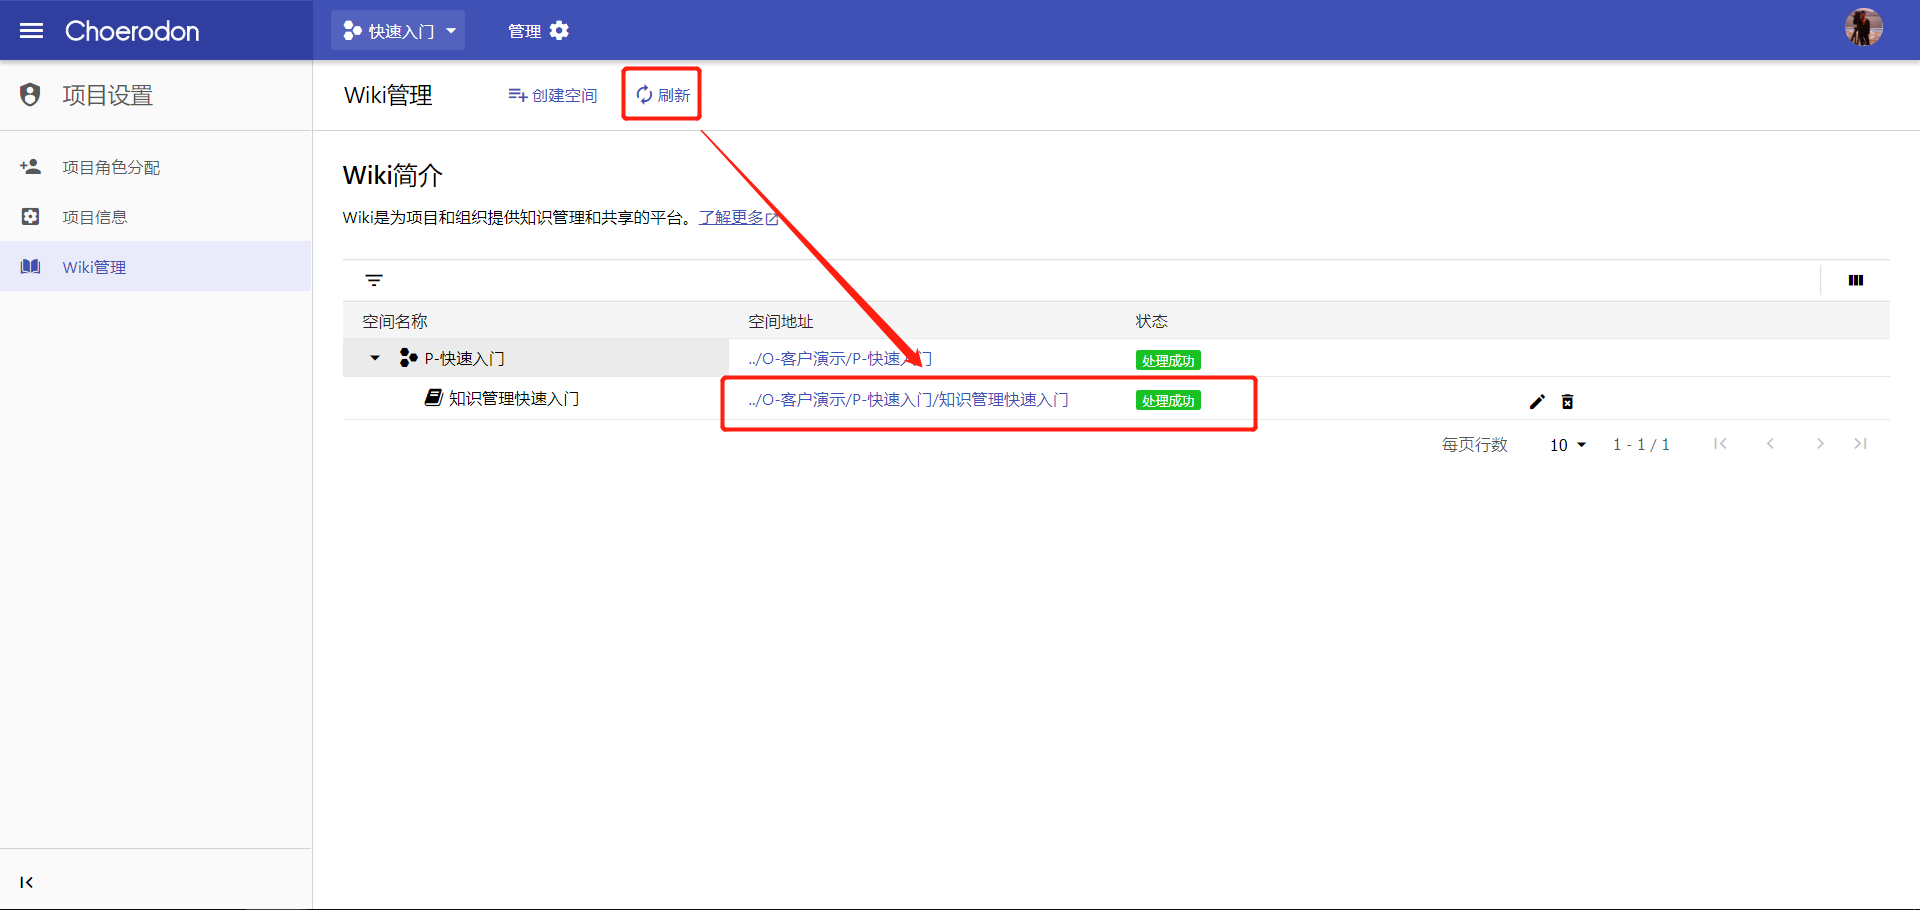 Choerodon
快速入门
管理
项目设置
项目角色分配
项目信息
Wiki管理
Wiki管理
创建空间
刷新
Wiki简介
Wiki是为项目和组织提供知识管理和共享的平台。了解更多
空间名称 空间地址 状态
P-快速入门 ../O-客户演示/P-快速入门 处理成功
知识管理快速入门 ../O-客户演示/P-快速入门/知识管理快速入门 处理成功
每页行数 10 1 - 1 / 1